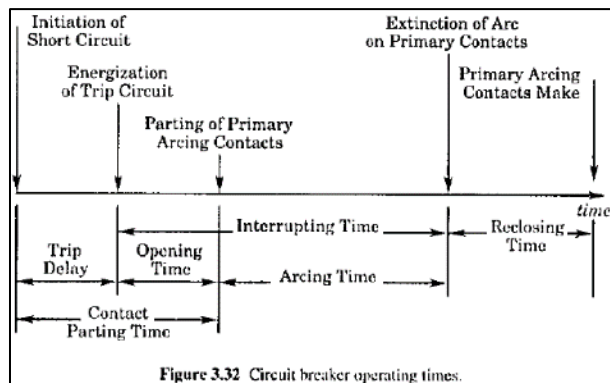 Initiation of
Short Circuit
Extinction of Arc
on Primary Contacts
Energization
of Trip Circuit
Primary Arcing
Contacts Make
Parting of Primary
Arcing Contacts
time
Interrupting Time
Reclosing
Time
Trip
Delay
Opening
Time
Arcing Time
Contact
Parting Time
Figure 3.32 Circuit breaker operating times.